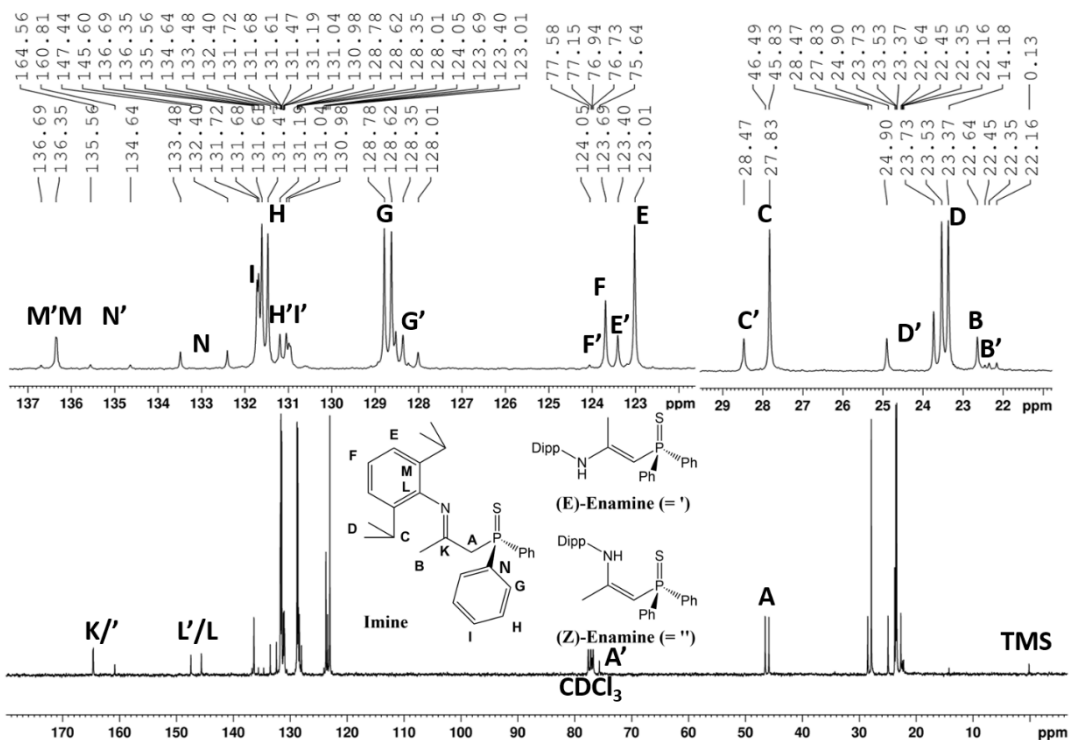 164.56 160.81 147.44 145.60 136.69 136.35 135.56 134.64 133.48 132.40 131.72 131.68 131.61 131.47 131.19 131.04 130.98 128.78 128.62 128.35 128.01 124.05 123.69 123.40 123.01 77.58 77.15 76.94 76.73 75.64 46.49 45.83 28.47 27.83 24.90 23.73 23.53 23.37 22.64 22.45 22.35 22.16 14.18 0.13
136.69 136.35 135.56 134.64 133.48 132.40 131.72 131.68 131.61 131.47 131.19 131.04 130.98 128.78 128.62 128.35 128.01 124.05 123.69 123.40 123.01 28.47 27.83 24.90 23.73 23.53 23.37 22.64 22.45 22.35 22.16
M'M N' N I H H'I' G G' F F' E' E C' C D' D B B'
137 136 135 134 133 132 131 130 129 128 127 126 125 124 123 ppm
29 28 27 26 25 24 23 22 21 ppm
E
F
M
L
D
C
N
S
A
P
Ph
K
B
N
G
H
I
Imine
S
Dipp
P
N
H
Ph
Ph
(E)-Enamine (= ')
Dipp
NH
S
P
Ph
Ph
(Z)-Enamine (= '')
K/' L'/L A' A TMS
CDCl3
170 160 150 140 130 120 110 100 90 80 70 60 50 40 30 20 10 ppm